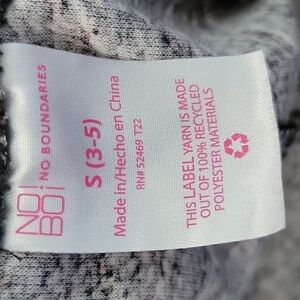 NO
BO
NO BOUNDARIES
S (3-5)
Made in/Hecho en China
RN# 52469 T22
THIS LABEL YARN IS MADE
OUT OF 100% RECYCLED
POLYESTER MATERIALS